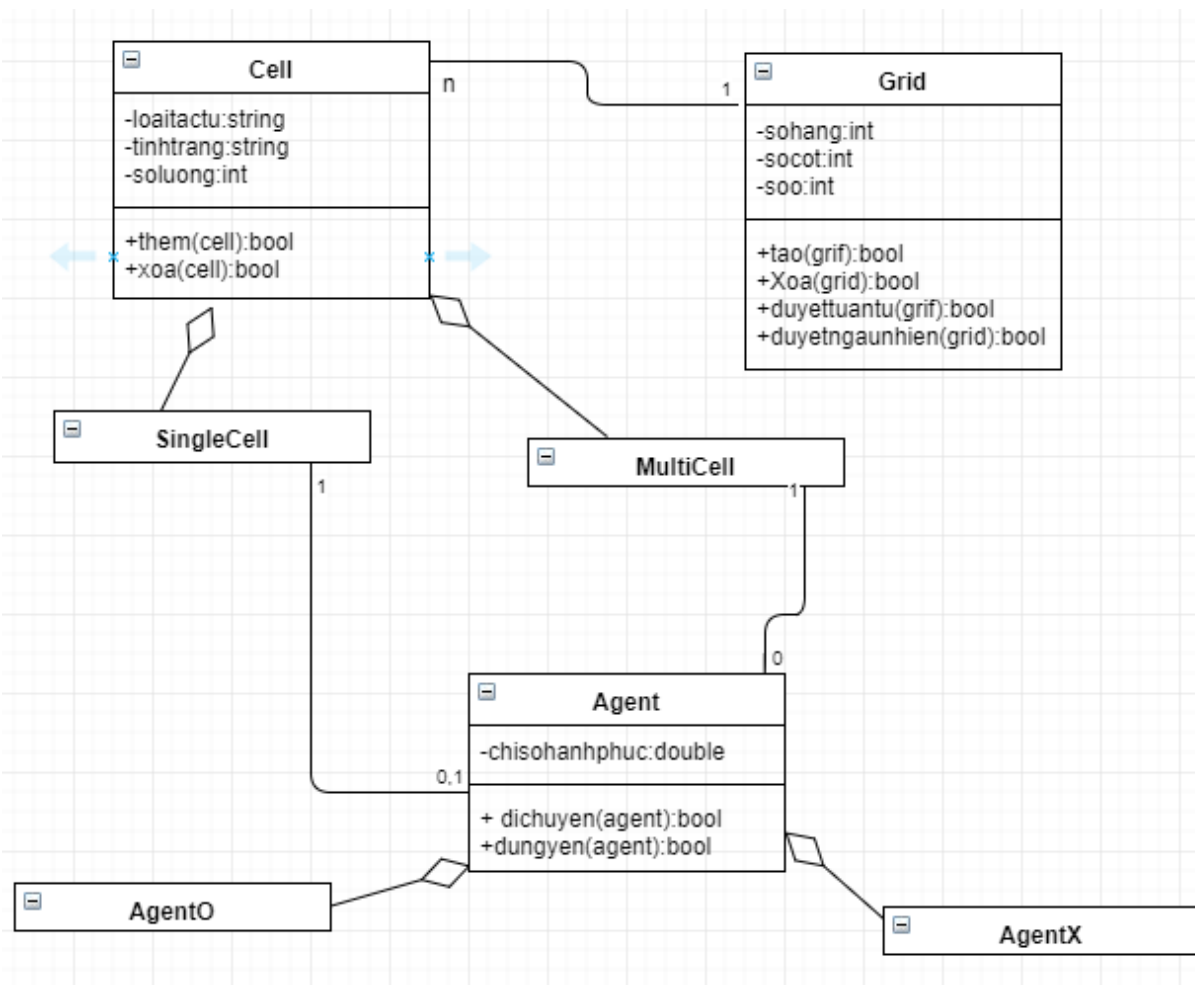 Cell
-loaitactu:string
-tinhtrang:string
-soluong:int
+them(cell):bool
+xoa(cell):bool
n
1
Grid
-sohang:int
-socot:int
-soo:int
+tao(grif):bool
+Xoa(grid):bool
+duyettuantu(grif):bool
+duyetngaunhien(grid):bool
SingleCell
1
MultiCell
1
0
0,1
Agent
-chisohanhphuc:double
+ dichuyen(agent):bool
+dungyen(agent):bool
AgentO
AgentX